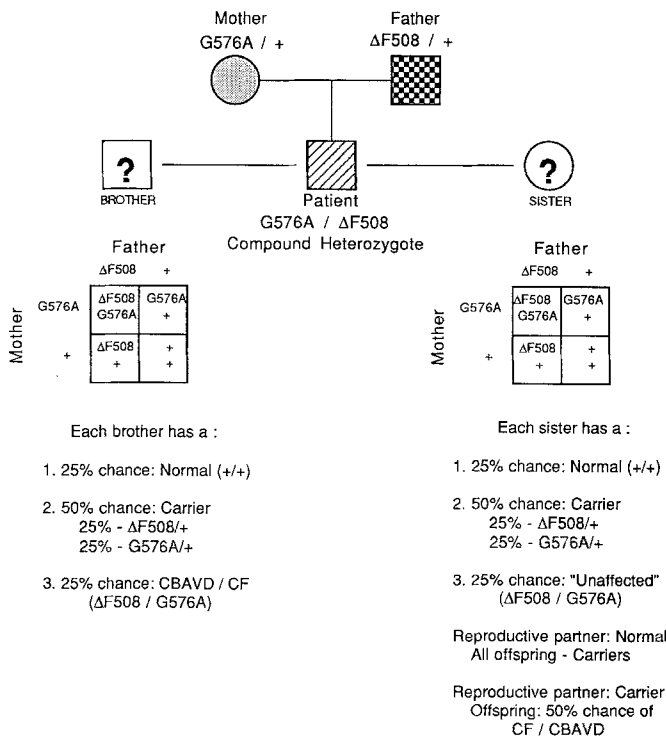 Mother
G576A / +
Father
ΔF508 / +
?
BROTHER
Patient
G576A / ΔF508
Compound Heterozygote
?
SISTER
Father
ΔF508 +
Mother
G576A
+
ΔF508
G576A
G576A
+
ΔF508
+
+
+
Each brother has a :
1. 25% chance: Normal (+/+)
2. 50% chance: Carrier
25% - ΔF508/+
25% - G576A/+
3. 25% chance: CBAVD / CF
(ΔF508 / G576A)
Father
ΔF508 +
Mother
G576A
+
ΔF508
G576A
G576A
+
ΔF508
+
+
+
Each sister has a :
1. 25% chance: Normal (+/+)
2. 50% chance: Carrier
25% - ΔF508/+
25% - G576A/+
3. 25% chance: "Unaffected"
(ΔF508 / G576A)
Reproductive partner: Normal
All offspring - Carriers
Reproductive partner: Carrier
Offspring: 50% chance of
CF / CBAVD